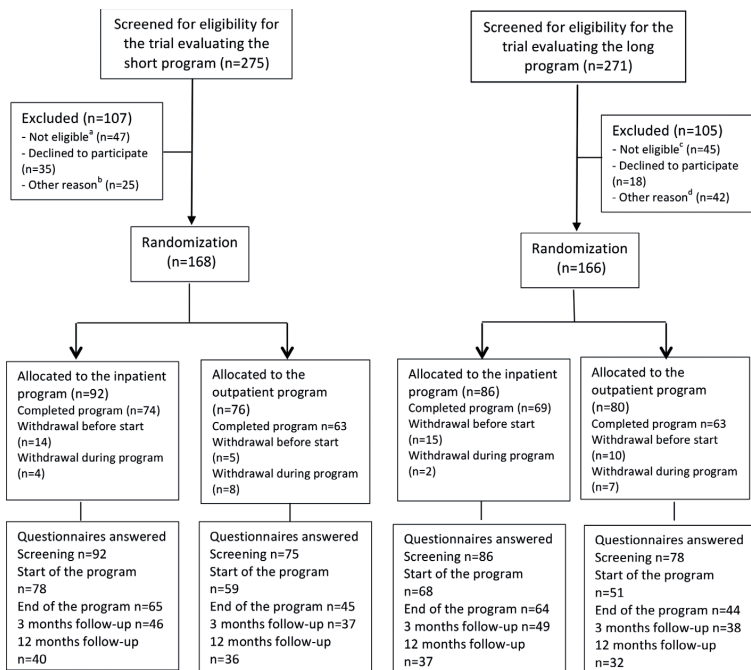 Screened for eligibility for
the trial evaluating the
short program (n=275)
Screened for eligibility for the
trial evaluating the long
program (n=271)
Excluded (n=107)
- Not eligibleᵃ (n=47)
- Declined to participate
(n=35)
- Other reasonᵇ (n=25)
Excluded (n=105)
- Not eligibleᶜ (n=45)
- Declined to participate
(n=18)
- Other reasonᵈ (n=42)
Randomization
(n=168)
Randomization
(n=166)
Allocated to the inpatient
program (n=92)
Completed program (n=74)
Withdrawal before start
(n=14)
Withdrawal during program
(n=4)
Allocated to the
outpatient program
(n=76)
Completed program n=63
Withdrawal before start
(n=5)
Withdrawal during program
(n=8)
Allocated to the inpatient
program (n=86)
Completed program (n=69)
Withdrawal before start
(n=15)
Withdrawal during program
(n=2)
Allocated to the
outpatient program
(n=80)
Completed program n=63
Withdrawal before start
(n=10)
Withdrawal during program
(n=7)
Questionnaires answered
Screening n=92
Start of the program
n=78
End of the program n=65
3 months follow-up n=46
12 months follow-up
n=40
Questionnaires answered
Screening n=75
Start of the program
n=59
End of the program n=45
3 months follow-up n=37
12 months follow-up
n=36
Questionnaires answered
Screening n=86
Start of the program
n=68
End of the program n=64
3 months follow-up n=49
12 months follow-up
n=37
Questionnaires answered
Screening n=78
Start of the program
n=51
End of the program n=44
3 months follow-up n=38
12 months follow-up
n=32